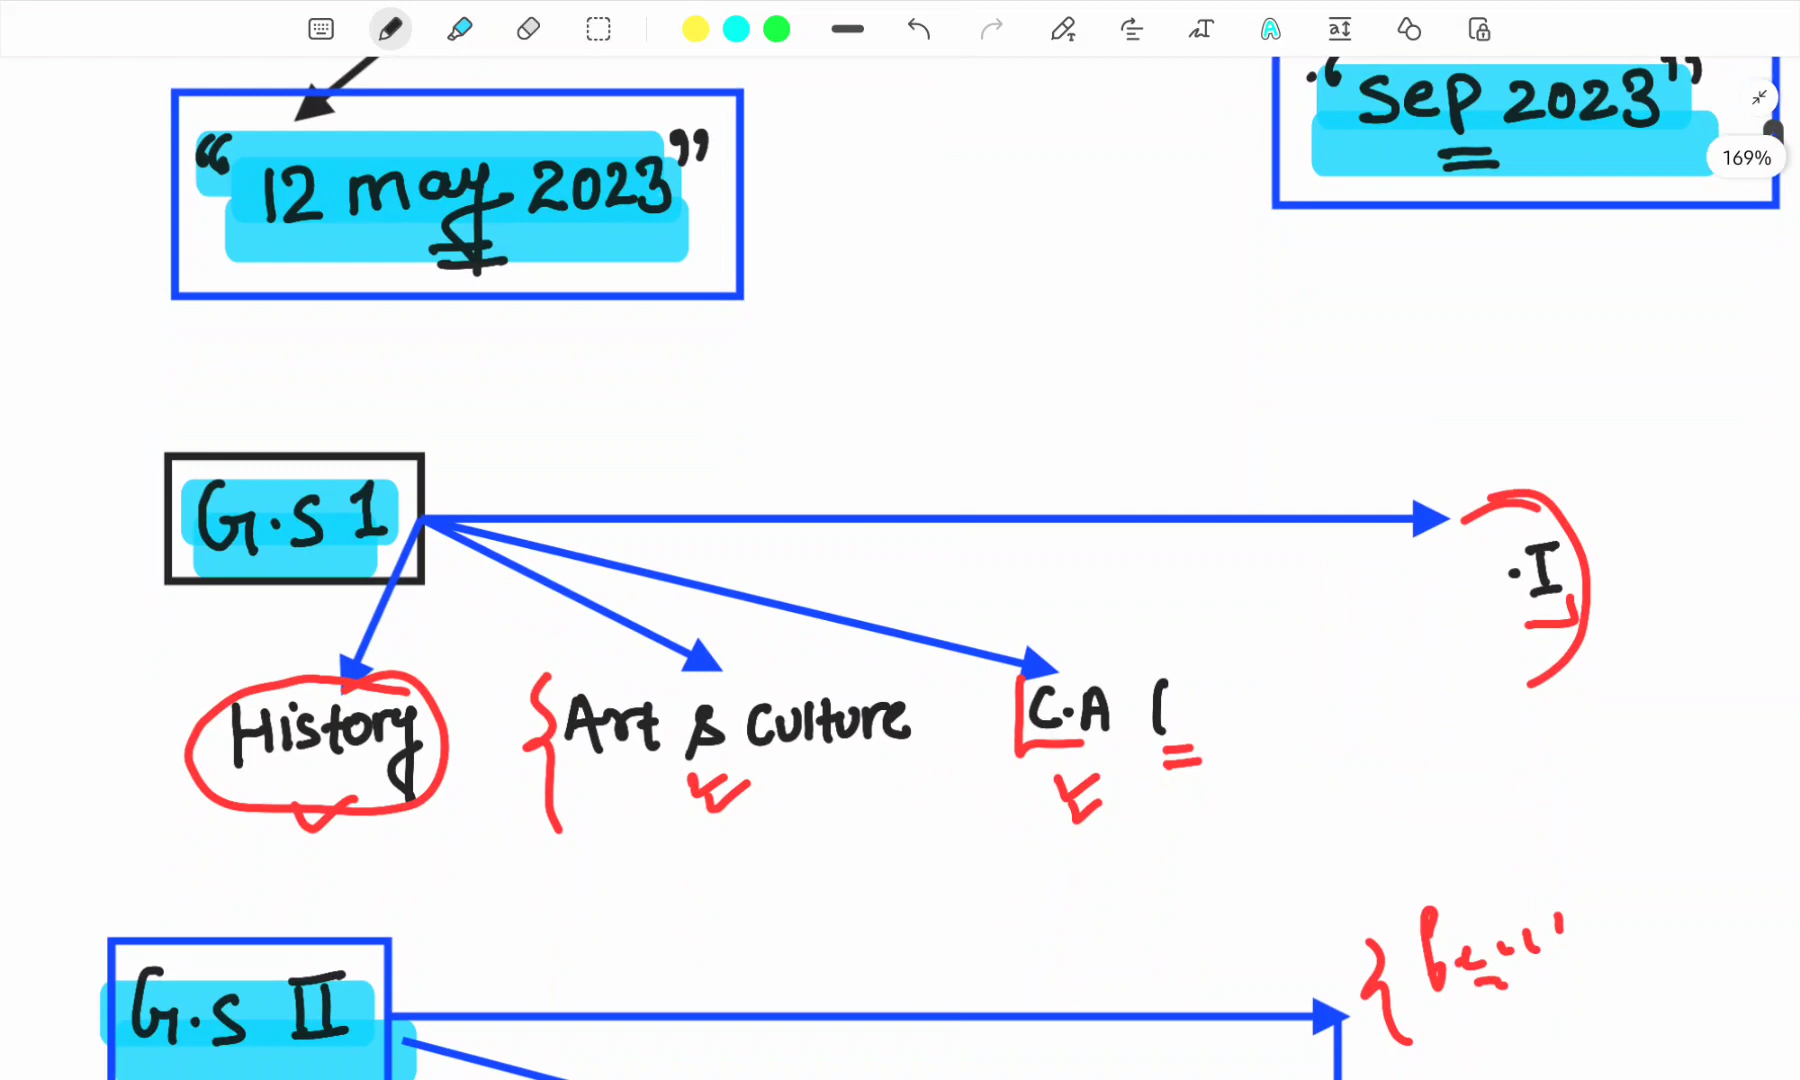 169%
"Sep 2023"
"12 may 2023"
G.S 1
.I
History
Art & Culture
C.A (
G.S II